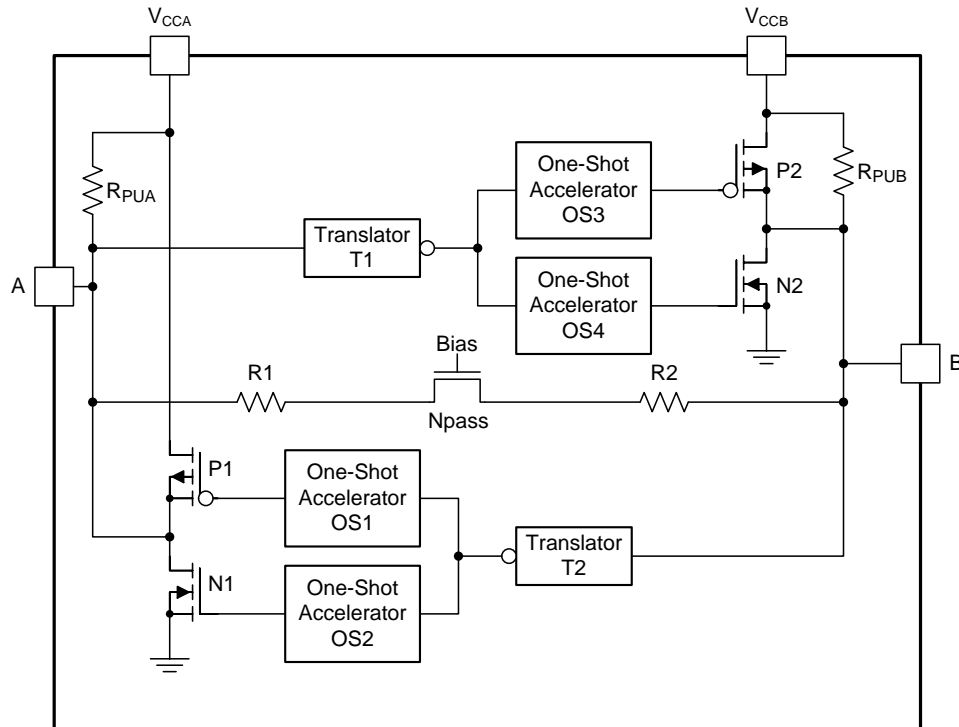 VCCA
VCCB
RPUA
One-Shot
Accelerator
OS3
P2
RPUB
Translator
T1
A
One-Shot
Accelerator
OS4
N2
Bias
B
R1
R2
Npass
P1
One-Shot
Accelerator
OS1
Translator
T2
N1
One-Shot
Accelerator
OS2